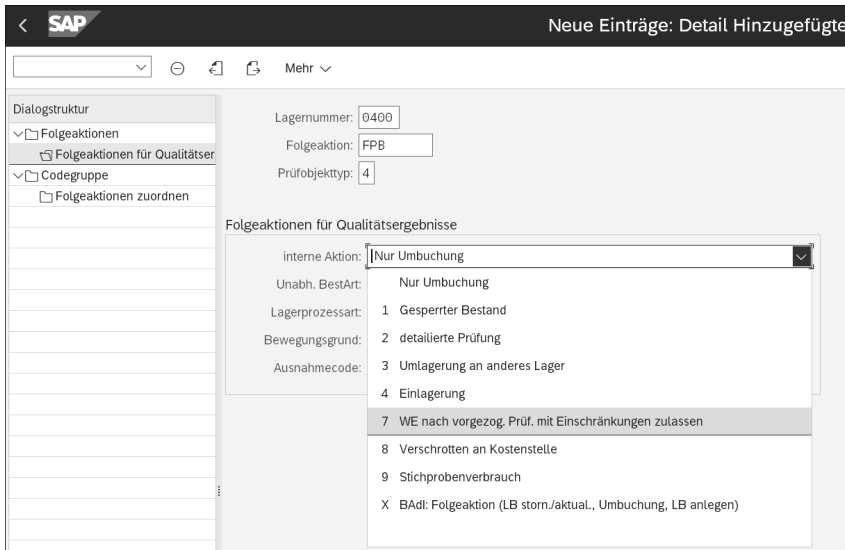 SAP
Neue Einträge: Detail Hinzugefügte
Mehr
Dialogstruktur
Folgeaktionen
Folgeaktionen für Qualitätser
Codegruppe
Folgeaktionen zuordnen
Lagernummer: 0400
Folgeaktion: FPB
Prüfobjekttyp: 4
Folgeaktionen für Qualitätsergebnisse
interne Aktion: Nur Umbuchung
Unabh. BestArt:
Lagerprozessart:
Bewegungsgrund:
Ausnahmecode:
Nur Umbuchung
1 Gesperrter Bestand
2 detailierte Prüfung
3 Umlagerung an anderes Lager
4 Einlagerung
7 WE nach vorgezog. Prüf. mit Einschränkungen zulassen
8 Verschrotten an Kostenstelle
9 Stichprobenverbrauch
X BAdI: Folgeaktion (LB storn./aktual., Umbuchung, LB anlegen)